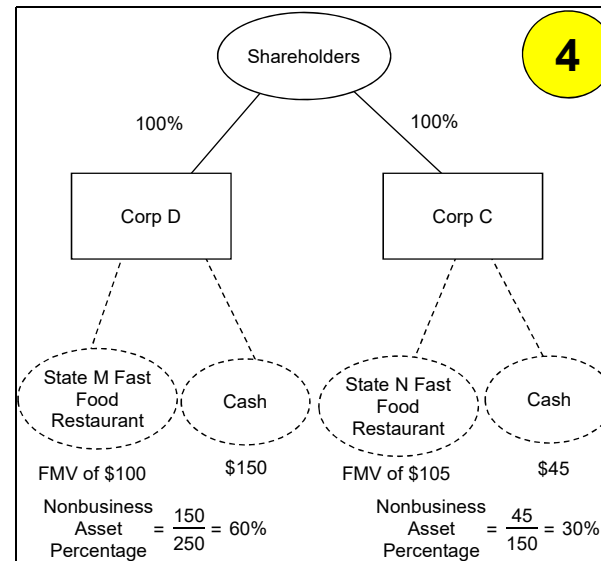 4
Shareholders
100%
100%
Corp D
Corp C
State M Fast
Food
Restaurant
Cash
State N Fast
Food
Restaurant
Cash
FMV of $100
$150
FMV of $105
$45
Nonbusiness
Asset
Percentage
= 150/250 = 60%
Nonbusiness
Asset
Percentage
= 45/150 = 30%